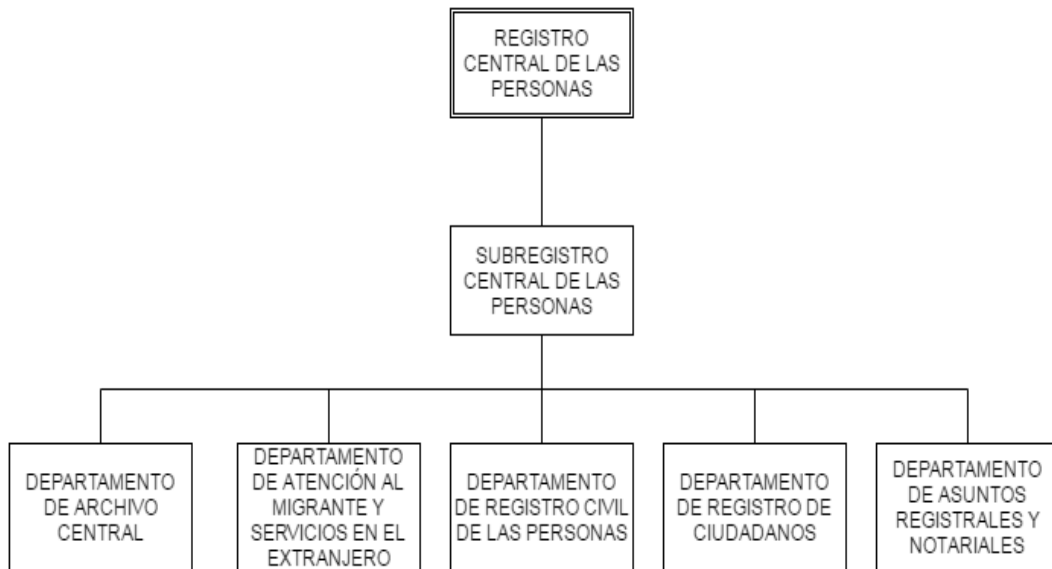 REGISTRO
CENTRAL DE LAS
PERSONAS
SUBREGISTRO
CENTRAL DE LAS
PERSONAS
DEPARTAMENTO
DE ARCHIVO
CENTRAL
DEPARTAMENTO
DE ATENCIÓN AL
MIGRANTE Y
SERVICIOS EN EL
EXTRANJERO
DEPARTAMENTO
DE REGISTRO CIVIL
DE LAS PERSONAS
DEPARTAMENTO
DE REGISTRO DE
CIUDADANOS
DEPARTAMENTO
DE ASUNTOS
REGISTRALES Y
NOTARIALES